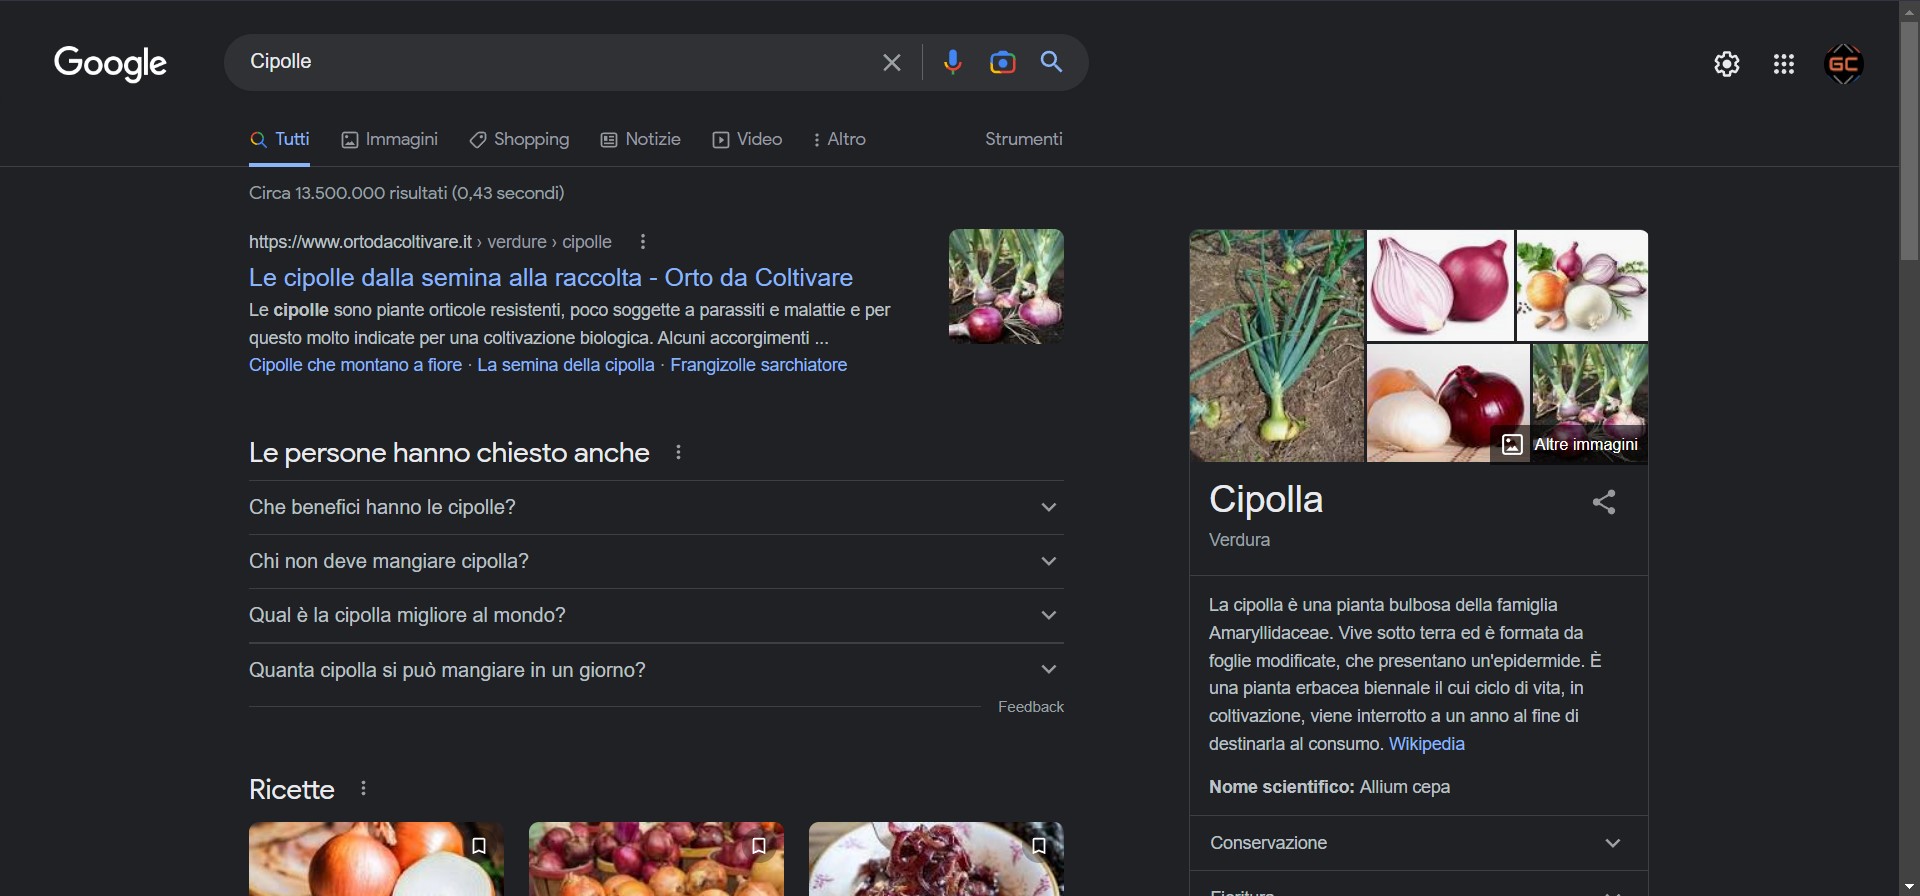 Google
Cipolle
GC
Tutti
Immagini
Shopping
Notizie
Video
Altro
Strumenti
Circa 13.500.000 risultati (0,43 secondi)
https://www.ortodacoltivare.it › verdure › cipolle
Le cipolle dalla semina alla raccolta - Orto da Coltivare
Le cipolle sono piante orticole resistenti, poco soggette a parassiti e malattie e per
questo molto indicate per una coltivazione biologica. Alcuni accorgimenti ...
Cipolle che montano a fiore · La semina della cipolla · Frangizolle sarchiatore
Le persone hanno chiesto anche
Che benefici hanno le cipolle?
Chi non deve mangiare cipolla?
Qual è la cipolla migliore al mondo?
Quanta cipolla si può mangiare in un giorno?
Feedback
Ricette
Altre immagini
Cipolla
Verdura
La cipolla è una pianta bulbosa della famiglia
Amaryllidaceae. Vive sotto terra ed è formata da
foglie modificate, che presentano un'epidermide. È
una pianta erbacea biennale il cui ciclo di vita, in
coltivazione, viene interrotto a un anno al fine di
destinarla al consumo. Wikipedia
Nome scientifico: Allium cepa
Conservazione
Fioritura